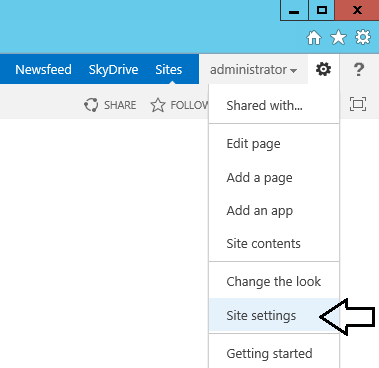 Newsfeed SkyDrive Sites administrator ?
SHARE FOLLOW
Shared with...
Edit page
Add a page
Add an app
Site contents
Change the look
Site settings
Getting started